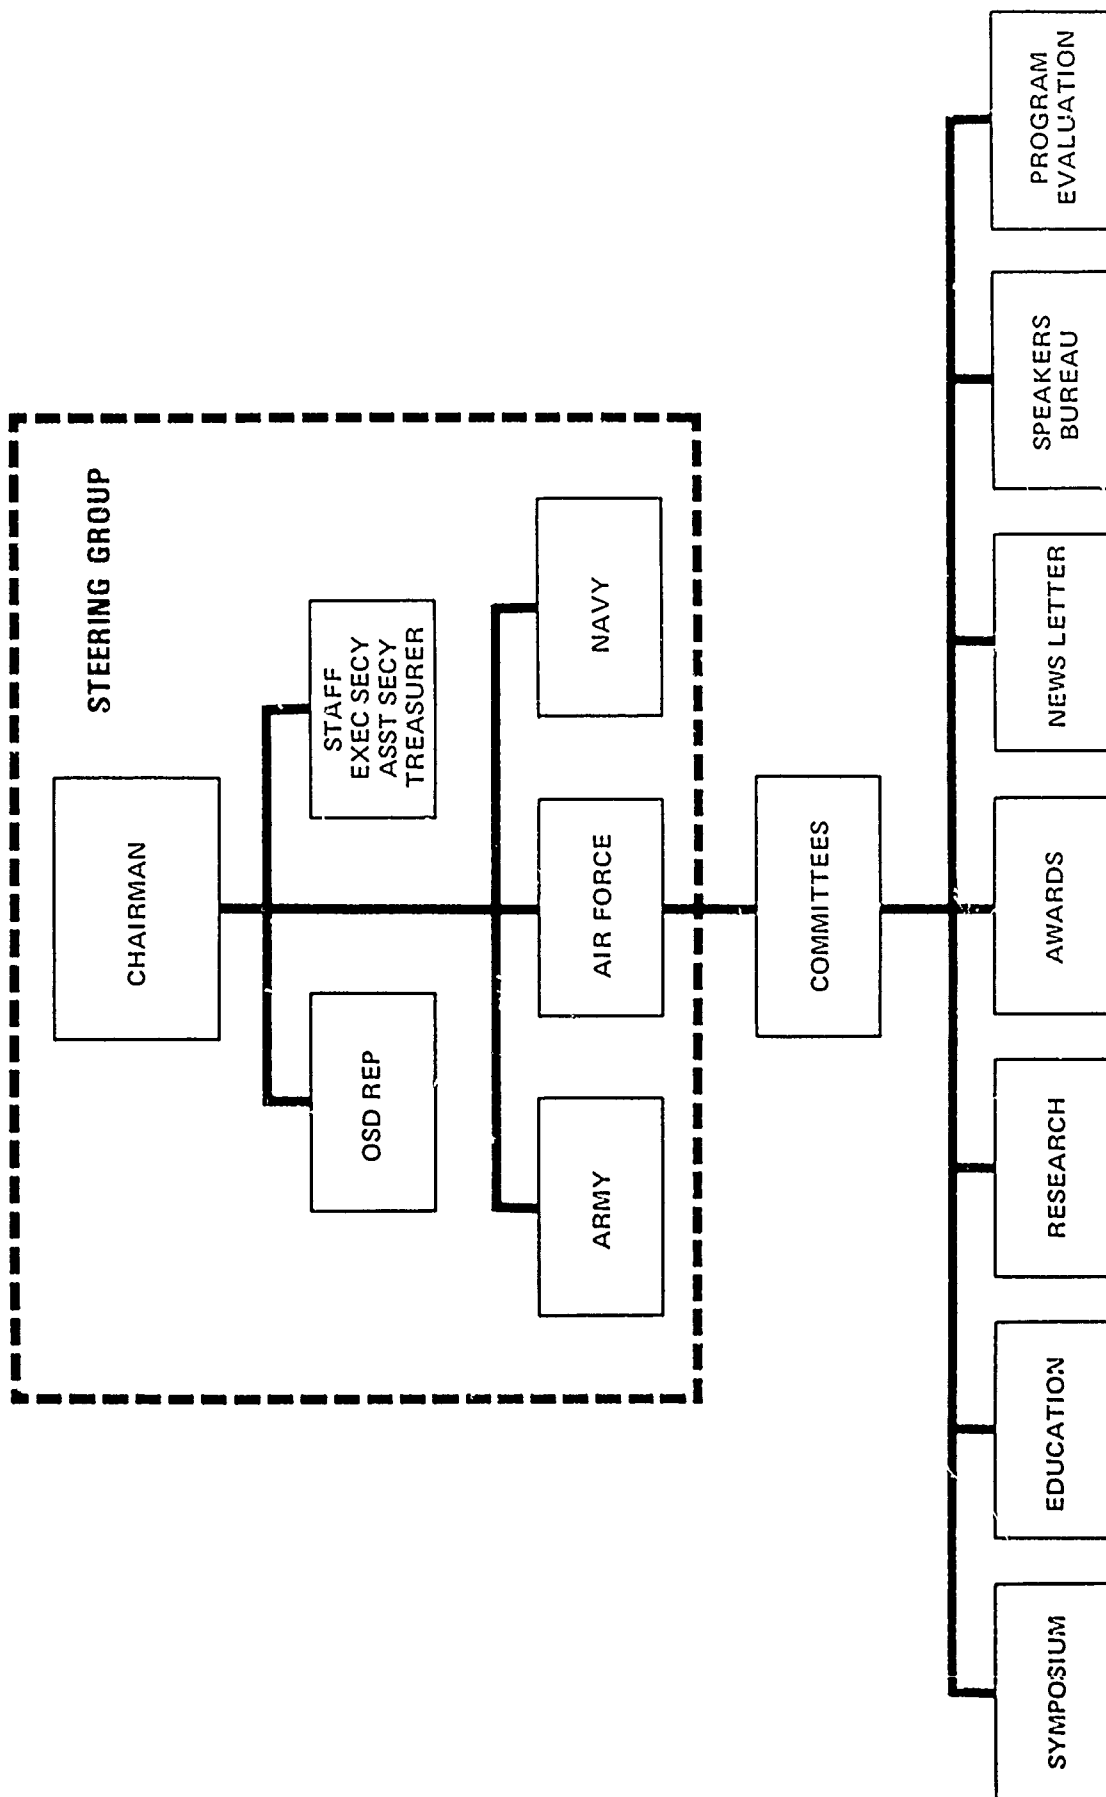 STEERING GROUP
CHAIRMAN
OSD REP
STAFF
EXEC SECY
ASST SECY
TREASURER
ARMY
AIR FORCE
NAVY
COMMITTEES
SYMPOSIUM
EDUCATION
RESEARCH
AWARDS
NEWS LETTER
SPEAKERS
BUREAU
PROGRAM
EVALUATION